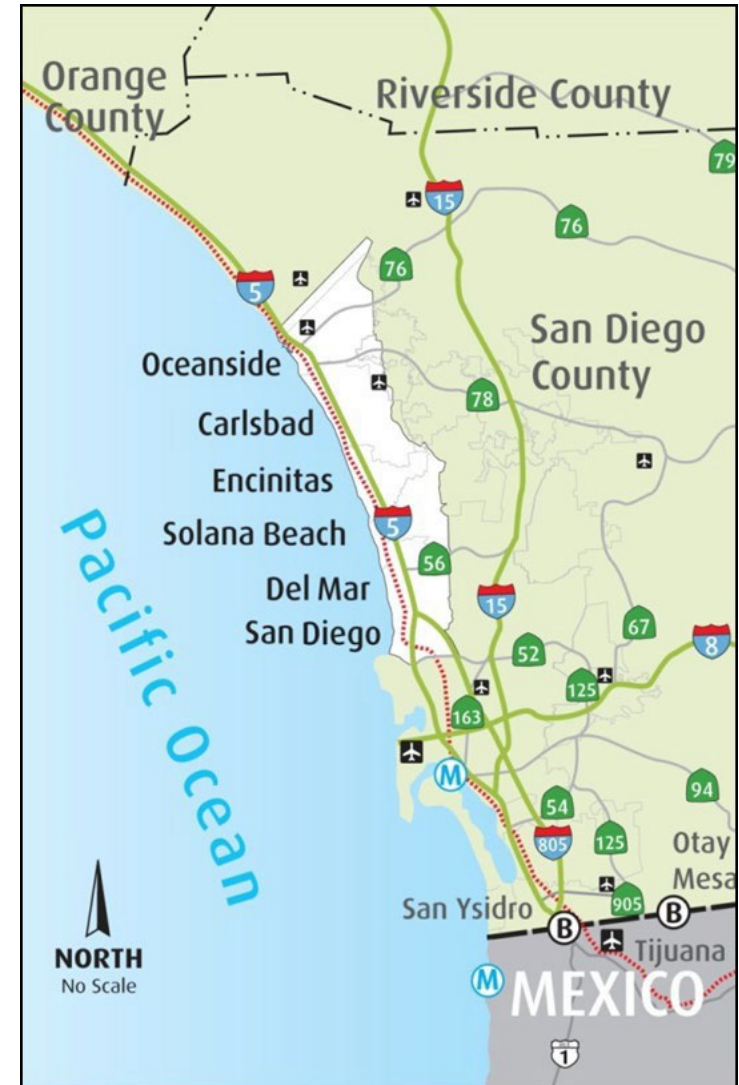 Orange
County
Riverside County
79
15
76
76
5
San Diego
County
Oceanside
78
Carlsbad
Encinitas
5
Solana Beach
56
Del Mar
15
San Diego
67
52
8
125
163
Pacific Ocean
M
94
54
805
125
Otay
Mesa
905
San Ysidro
B
B
NORTH
No Scale
Tijuana
M
MEXICO
1